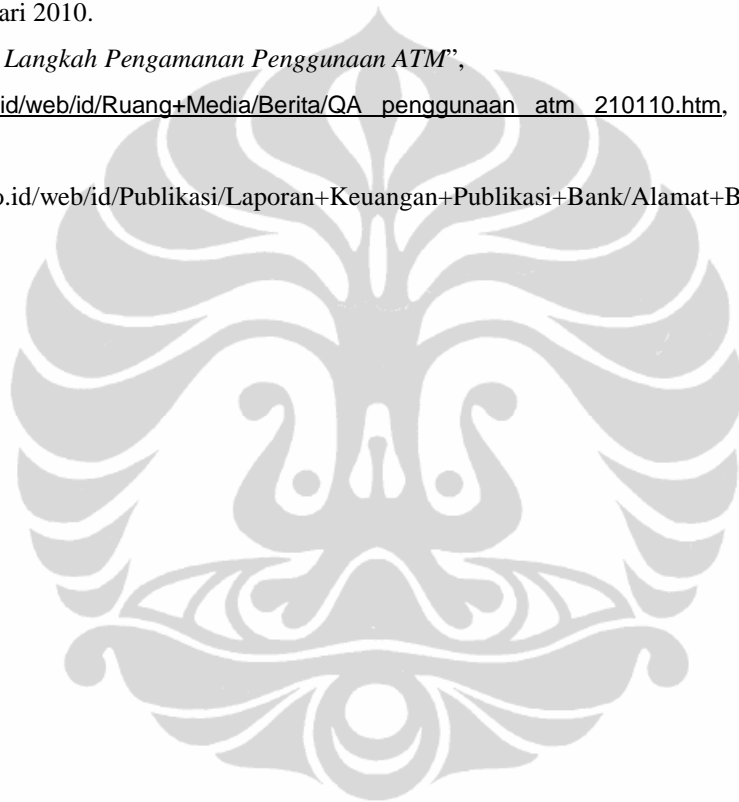 ari 2010.
Langkah Pengamanan Penggunaan ATM”,
id/web/id/Ruang+Media/Berita/QA_penggunaan_atm_210110.htm,
o.id/web/id/Publikasi/Laporan+Keuangan+Publikasi+Bank/Alamat+B